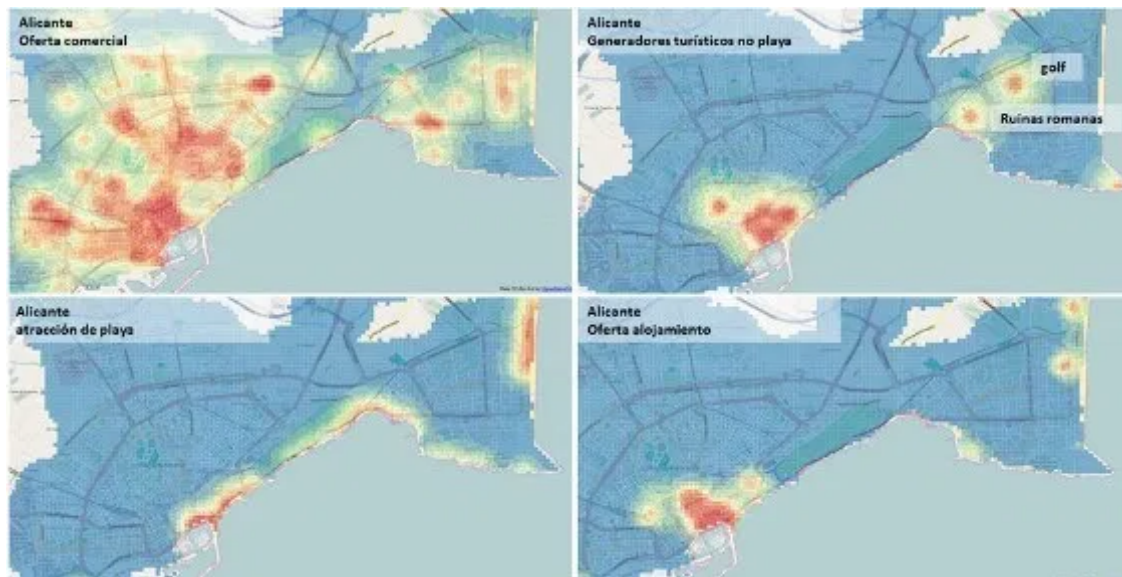 Alicante
Oferta comercial
Alicante
Generadores turísticos no playa
golf
Ruinas romanas
Alicante
atracción de playa
Alicante
Oferta alojamiento